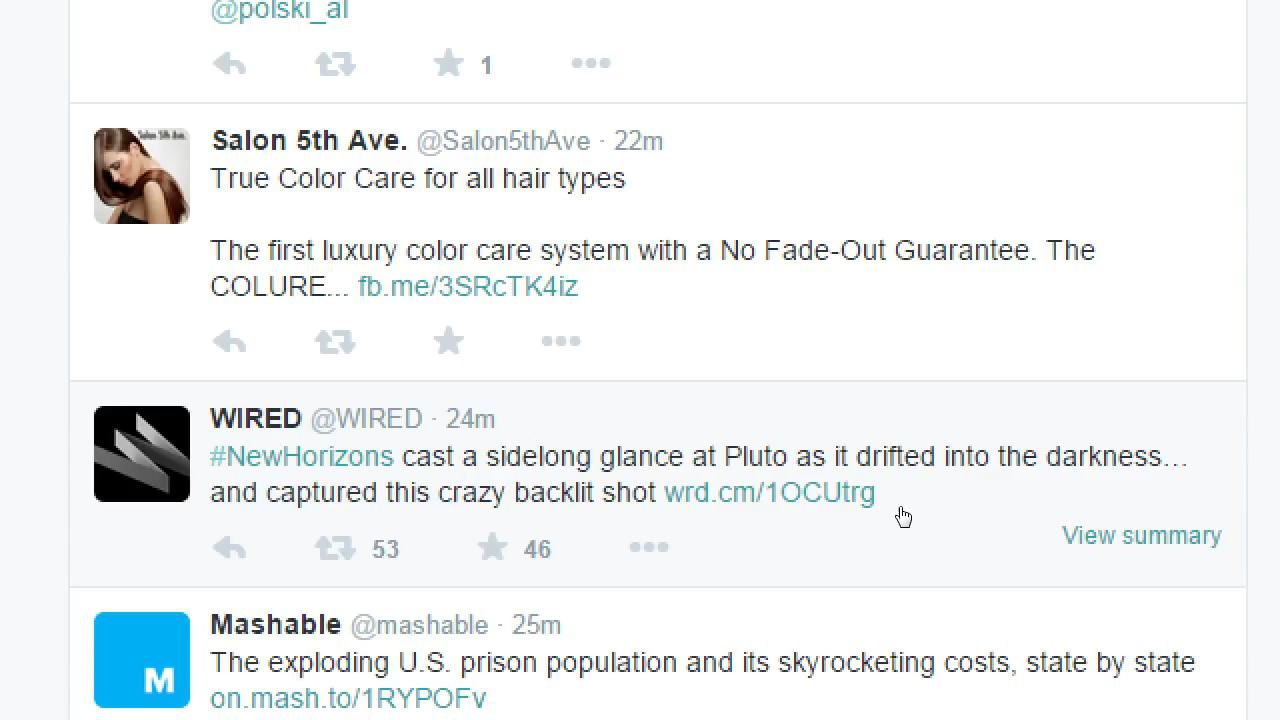 @polski_al
1
Salon 5th Ave. @Salon5thAve · 22m
True Color Care for all hair types
The first luxury color care system with a No Fade-Out Guarantee. The
COLURE... fb.me/3SRcTK4iz
WIRED @WIRED · 24m
#NewHorizons cast a sidelong glance at Pluto as it drifted into the darkness…
and captured this crazy backlit shot wrd.cm/1OCUtrg
View summary
53 46
Mashable @mashable · 25m
M
The exploding U.S. prison population and its skyrocketing costs, state by state
on.mash.to/1RYPOFv